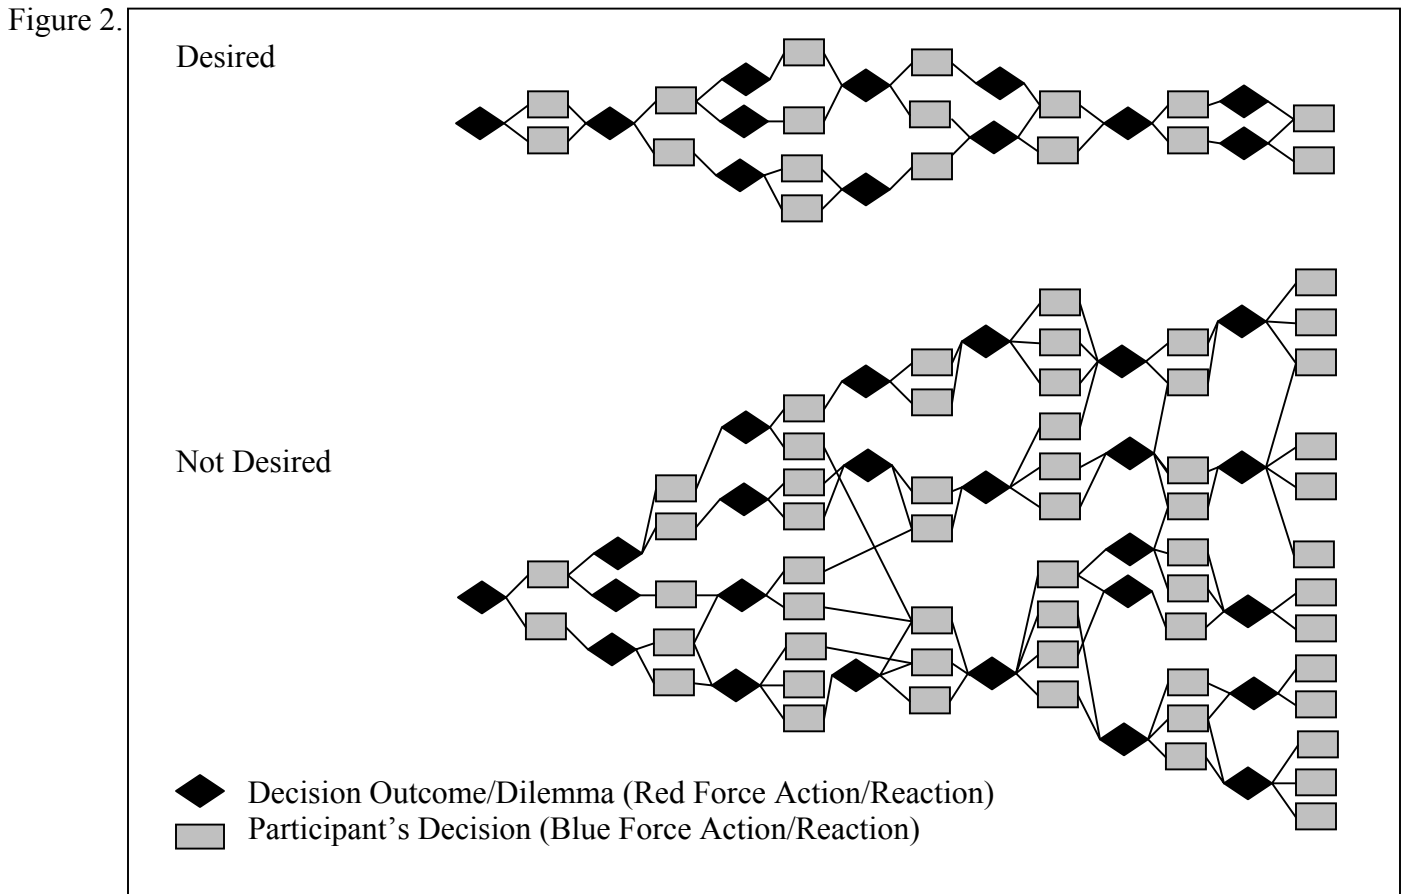 Figure 2.
Desired
Not Desired
Decision Outcome/Dilemma (Red Force Action/Reaction)
Participant’s Decision (Blue Force Action/Reaction)